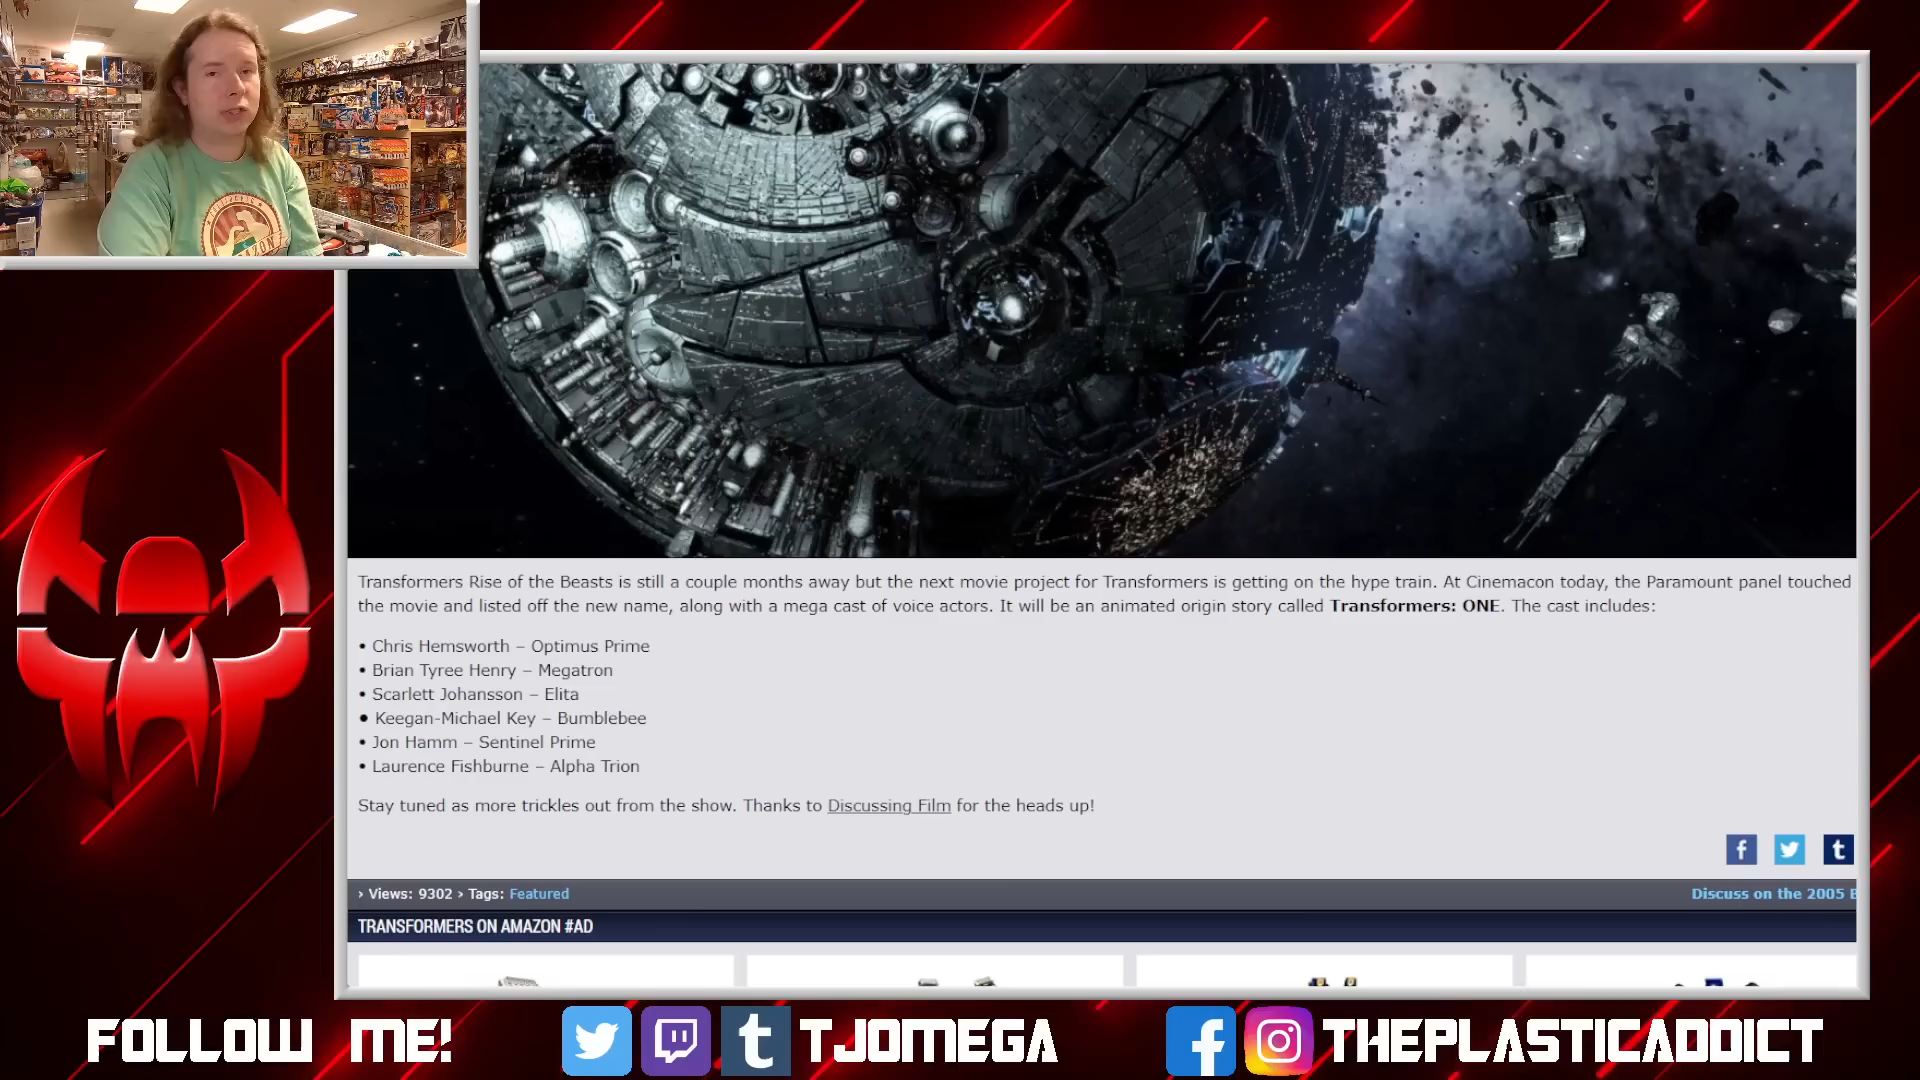 Transformers Rise of the Beasts is still a couple months away but the next movie project for Transformers is getting on the hype train. At Cinemacon today, the Paramount panel touched
the movie and listed off the new name, along with a mega cast of voice actors. It will be an animated origin story called Transformers: ONE. The cast includes:
• Chris Hemsworth – Optimus Prime
• Brian Tyree Henry – Megatron
• Scarlett Johansson – Elita
• Keegan-Michael Key – Bumblebee
• Jon Hamm – Sentinel Prime
• Laurence Fishburne – Alpha Trion
Stay tuned as more trickles out from the show. Thanks to Discussing Film for the heads up!
› Views: 9302 › Tags: Featured
Discuss on the 2005 B
TRANSFORMERS ON AMAZON #AD
FOLLOW ME! TJOMEGA THEPLASTICADDICT